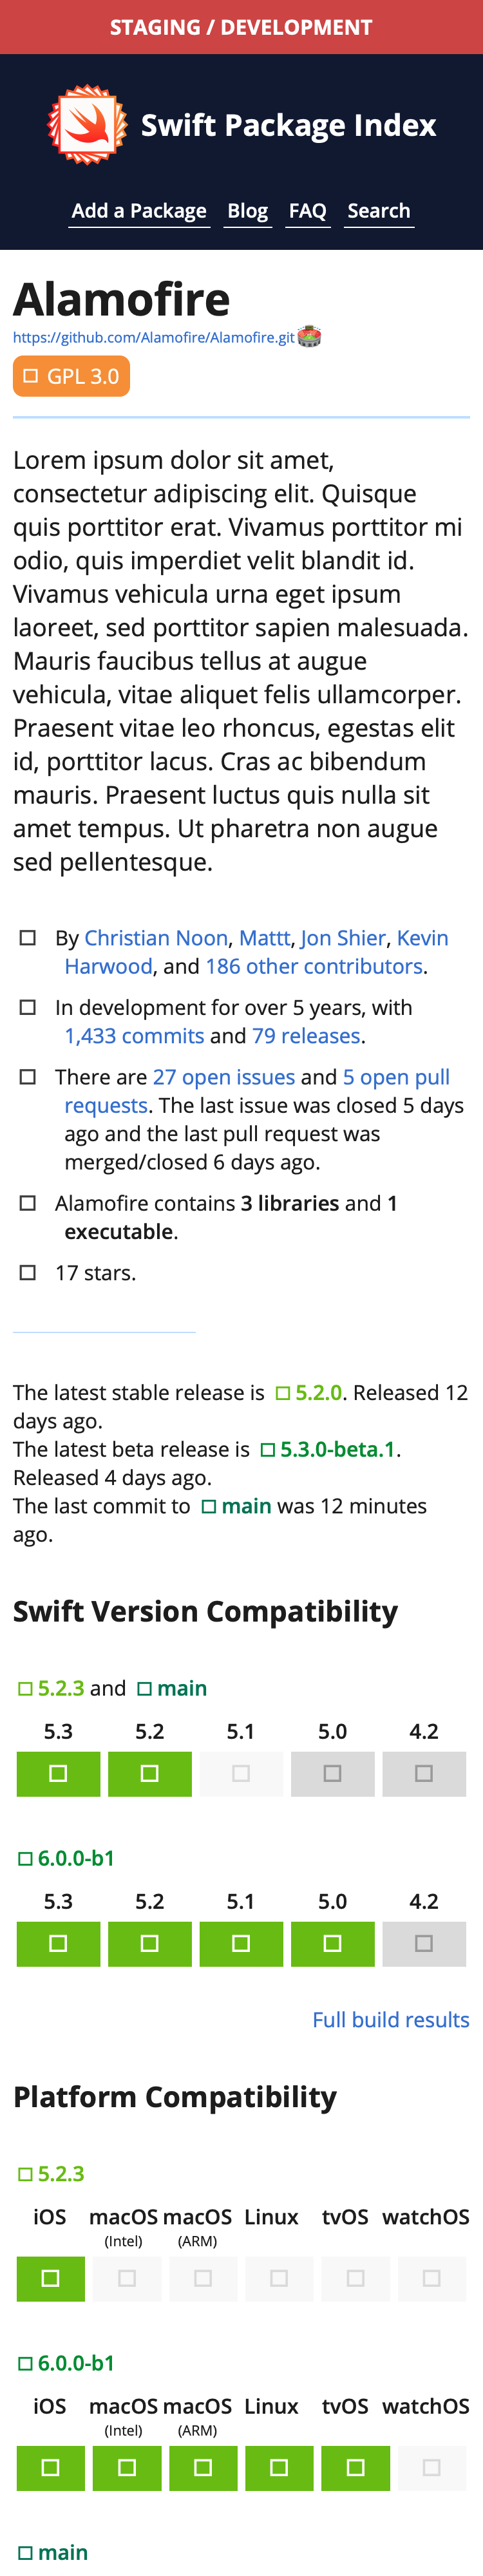 STAGING / DEVELOPMENT
Swift Package Index
Add a Package Blog FAQ Search
Alamofire
https://github.com/Alamofire/Alamofire.git
GPL 3.0
Lorem ipsum dolor sit amet,
consectetur adipiscing elit. Quisque
quis porttitor erat. Vivamus porttitor mi
odio, quis imperdiet velit blandit id.
Vivamus vehicula urna eget ipsum
laoreet, sed porttitor sapien malesuada.
Mauris faucibus tellus at augue
vehicula, vitae aliquet felis ullamcorper.
Praesent vitae leo rhoncus, egestas elit
id, porttitor lacus. Cras ac bibendum
mauris. Praesent luctus quis nulla sit
amet tempus. Ut pharetra non augue
sed pellentesque.
By Christian Noon, Mattt, Jon Shier, Kevin
Harwood, and 186 other contributors.
In development for over 5 years, with
1,433 commits and 79 releases.
There are 27 open issues and 5 open pull
requests. The last issue was closed 5 days
ago and the last pull request was
merged/closed 6 days ago.
Alamofire contains 3 libraries and 1
executable.
17 stars.
The latest stable release is 5.2.0. Released 12
days ago.
The latest beta release is 5.3.0-beta.1.
Released 4 days ago.
The last commit to main was 12 minutes
ago.
Swift Version Compatibility
5.2.3 and main
5.3 5.2 5.1 5.0 4.2
6.0.0-b1
5.3 5.2 5.1 5.0 4.2
Full build results
Platform Compatibility
5.2.3
iOS macOS macOS Linux tvOS watchOS
(Intel) (ARM)
6.0.0-b1
iOS macOS macOS Linux tvOS watchOS
(Intel) (ARM)
main